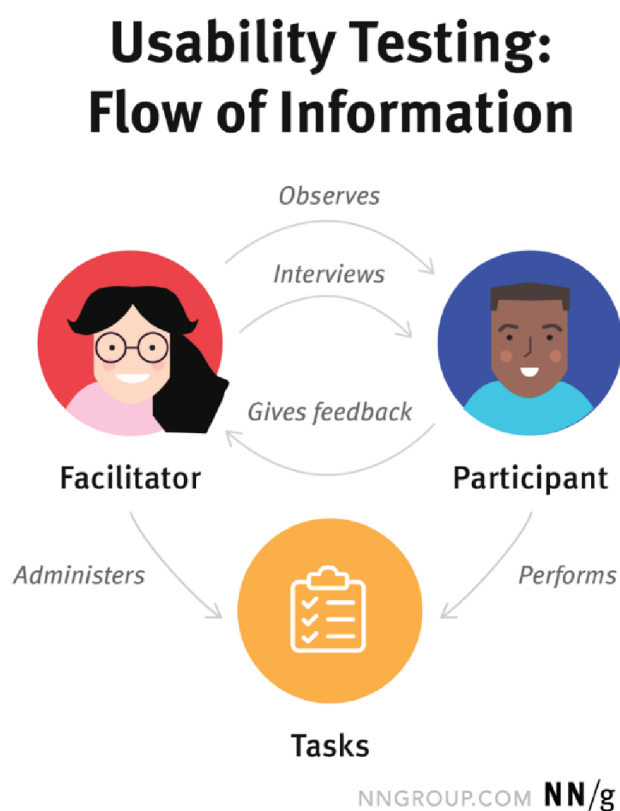 Usability Testing:
Flow of Information
Observes
Interviews
Gives feedback
Facilitator
Participant
Administers
Performs
Tasks
NNGROUP.COM NN/g